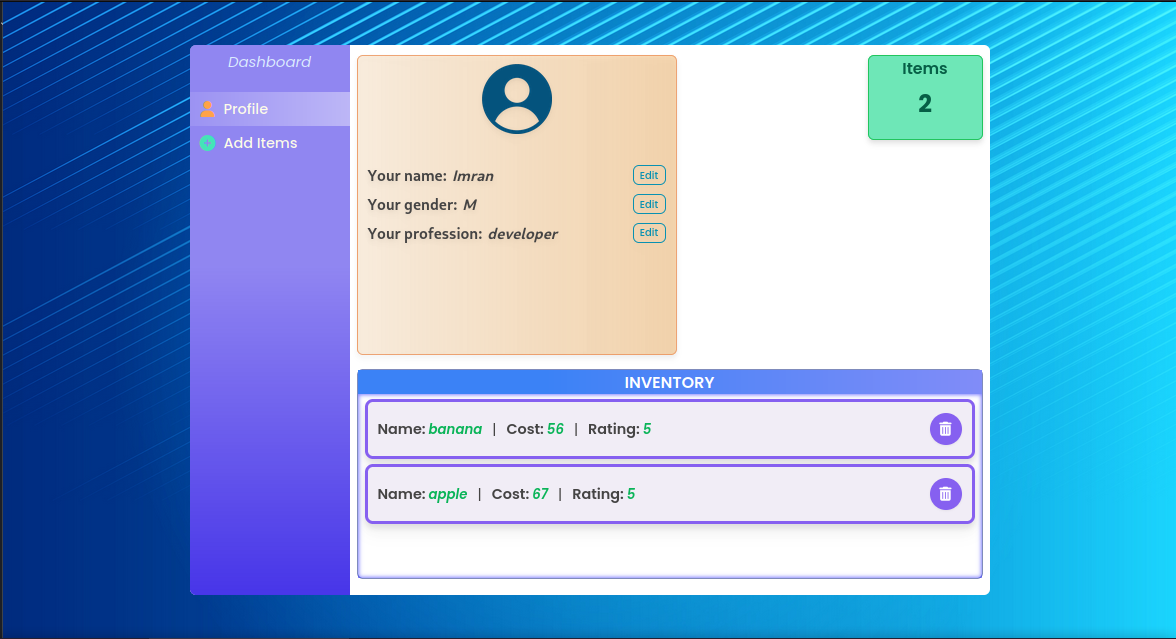 Dashboard
Profile
Add Items
Your name: Imran
Edit
Your gender: M
Edit
Your profession: developer
Edit
Items
2
INVENTORY
Name: banana | Cost: 56 | Rating: 5
Name: apple | Cost: 67 | Rating: 5